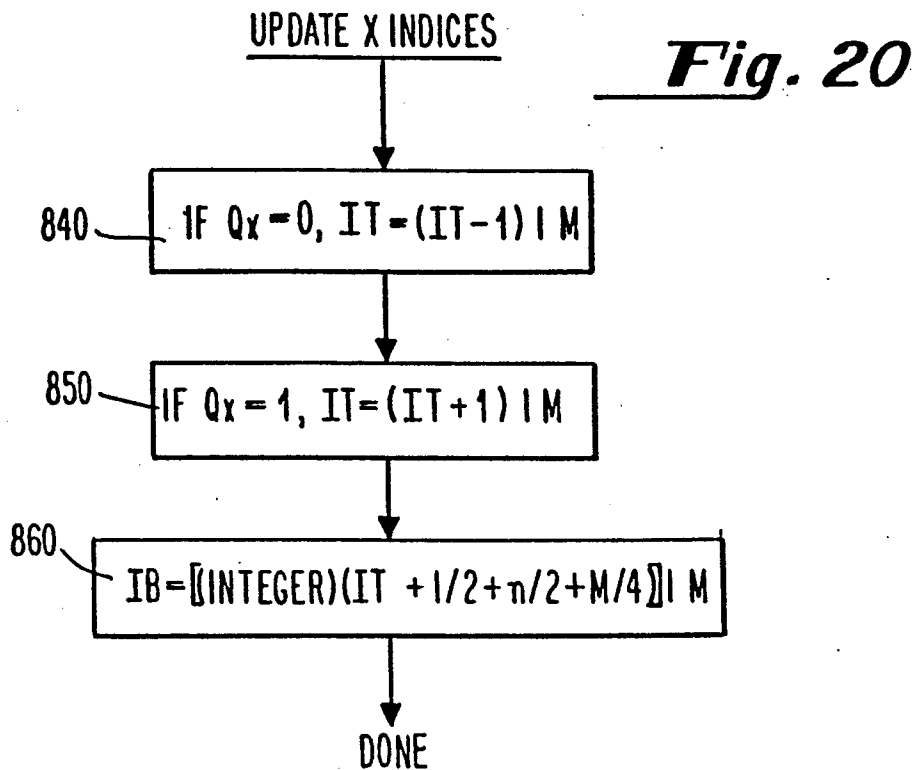 UPDATE X INDICES
Fig. 20
840
IF Qx = 0, IT = (IT-1) | M
850
IF Qx = 1, IT = (IT+1) | M
860
IB = [(INTEGER)(IT + 1/2 + n/2 + M/4)] | M
DONE